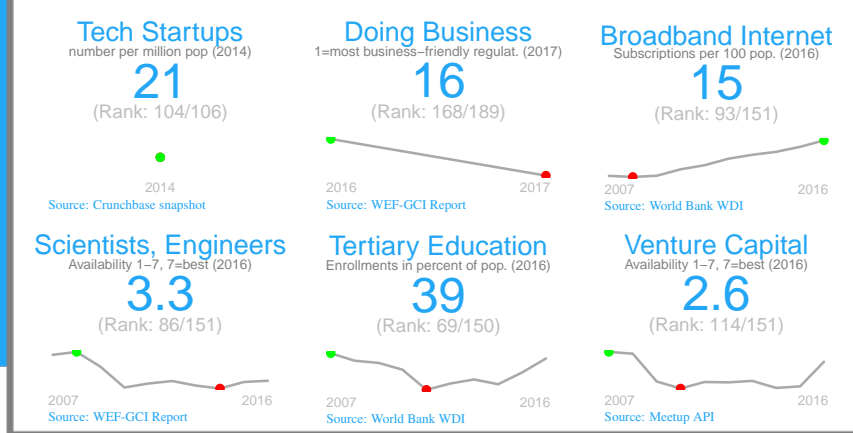 Tech Startups
number per million pop (2014)
21
(Rank: 104/106)
2014
Source: Crunchbase snapshot
Doing Business
1=most business−friendly regulat. (2017)
16
(Rank: 168/189)
2016 2017
Source: WEF-GCI Report
Broadband Internet
Subscriptions per 100 pop. (2016)
15
(Rank: 93/151)
2007 2016
Source: World Bank WDI
Scientists, Engineers
Availability 1−7, 7=best (2016)
3.3
(Rank: 86/151)
2007 2016
Source: WEF-GCI Report
Tertiary Education
Enrollments in percent of pop. (2016)
39
(Rank: 69/150)
2007 2016
Source: World Bank WDI
Venture Capital
Availability 1−7, 7=best (2016)
2.6
(Rank: 114/151)
2007 2016
Source: Meetup API